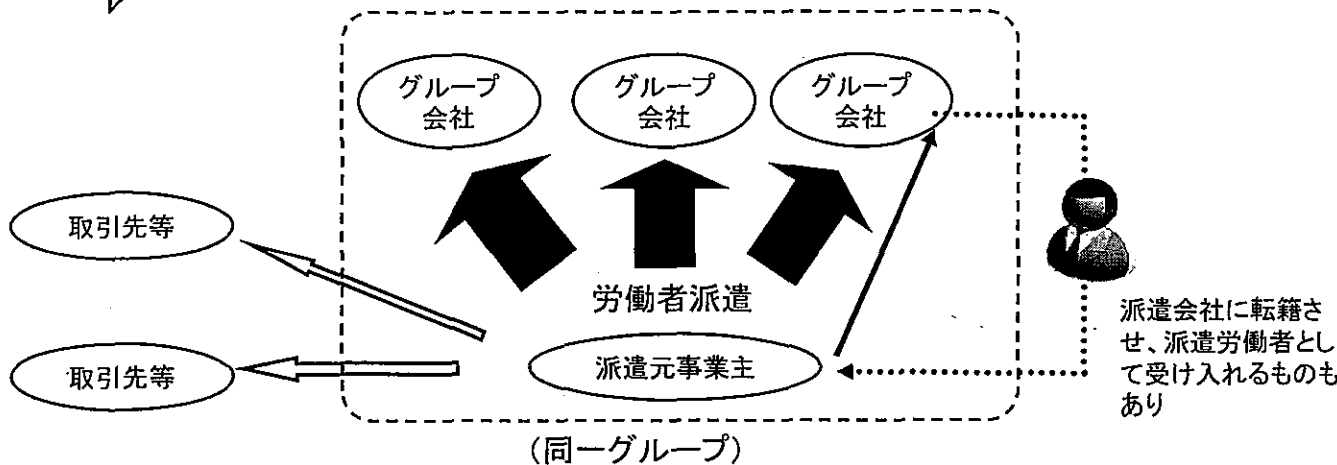 グループ
会社
グループ
会社
グループ
会社
取引先等
労働者派遣
取引先等
派遣元事業主
派遣会社に転籍さ
せ、派遣労働者とし
て受け入れるものも
あり
(同一グループ)